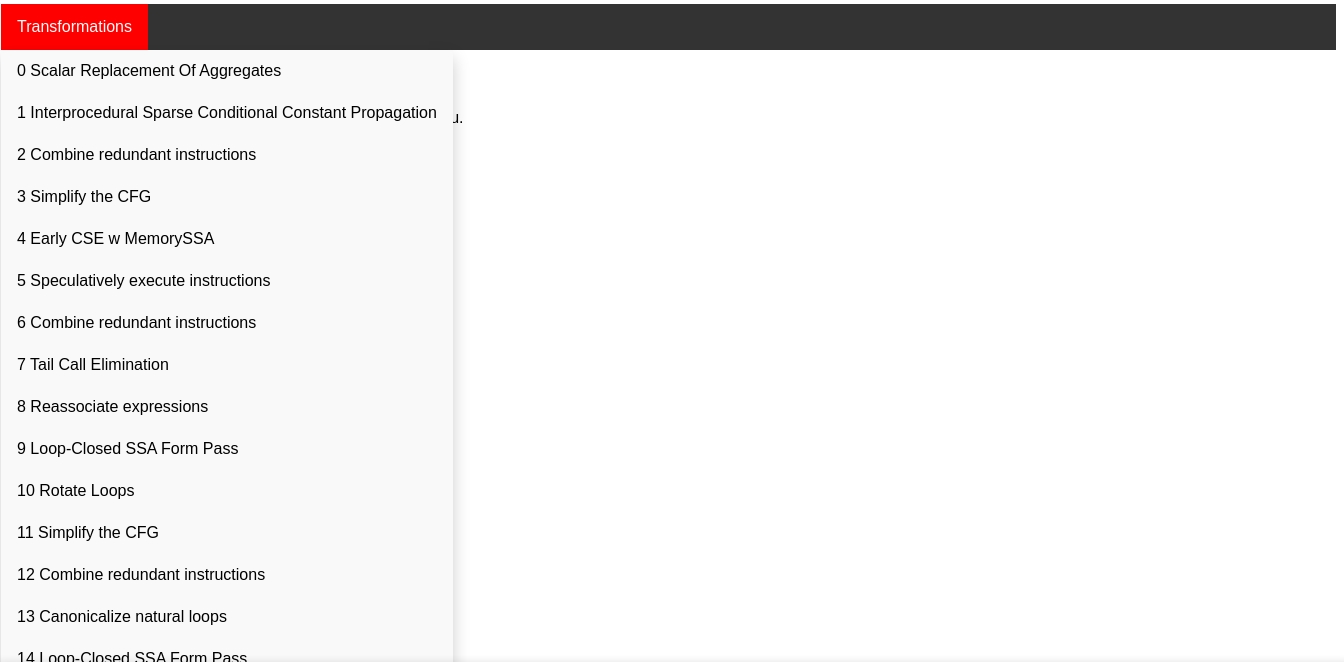 Transformations
0 Scalar Replacement Of Aggregates
1 Interprocedural Sparse Conditional Constant Propagation
u.
2 Combine redundant instructions
3 Simplify the CFG
4 Early CSE w MemorySSA
5 Speculatively execute instructions
6 Combine redundant instructions
7 Tail Call Elimination
8 Reassociate expressions
9 Loop-Closed SSA Form Pass
10 Rotate Loops
11 Simplify the CFG
12 Combine redundant instructions
13 Canonicalize natural loops
14 Loop-Closed SSA Form Pass